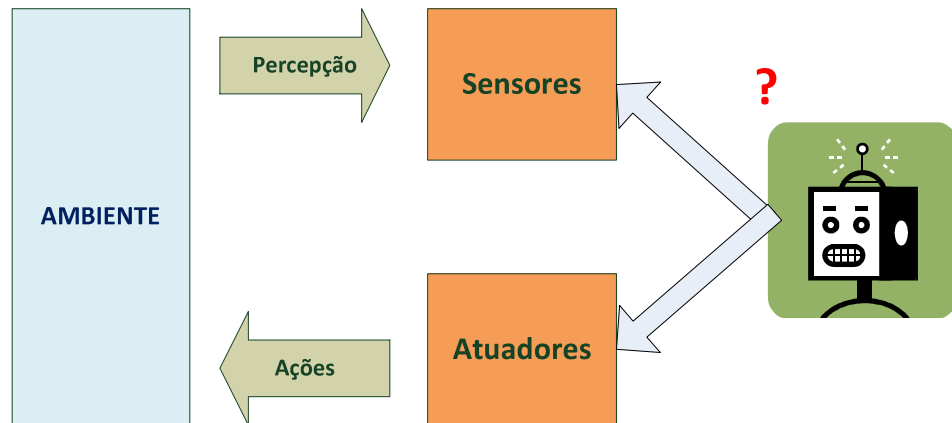 Percepção
Sensores
?
AMBIENTE
Atuadores
Ações